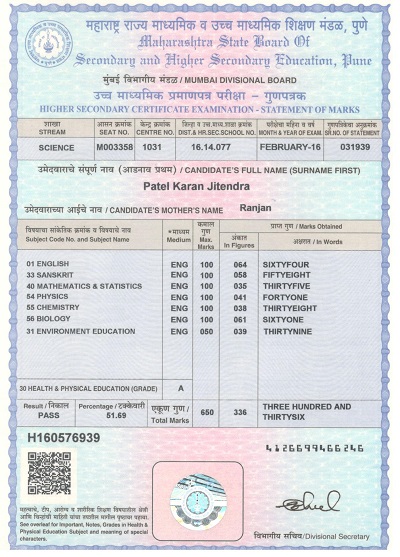 महाराष्ट्र राज्य माध्यमिक व उच्च माध्यमिक शिक्षण मंडळ, पुणे
Maharashtra State Board Of
Secondary and Higher Secondary Education, Pune
मुंबई विभागीय मंडळ / MUMBAI DIVISIONAL BOARD
उच्च माध्यमिक प्रमाणपत्र परीक्षा - गुणपत्रक
HIGHER SECONDARY CERTIFICATE EXAMINATION - STATEMENT OF MARKS
शाखा आसन क्रमांक केंद्र क्रमांक जिल्हा व उच्च माध्य.शाळा क्रमांक परीक्षेचा महिना व वर्ष गुणपत्रिकेचा अनुक्रमांक
STREAM SEAT NO. CENTRE NO. DIST.& HR.SEC.SCHOOL NO. MONTH & YEAR OF EXAM. SR.NO. OF STATEMENT
SCIENCE M003358 1031 16.14.077 FEBRUARY-16 031939
उमेदवाराचे संपूर्ण नाव (आडनाव प्रथम) / CANDIDATE'S FULL NAME (SURNAME FIRST)
Patel Karan Jitendra
उमेदवाराच्या आईचे नाव / CANDIDATE'S MOTHER'S NAME Ranjan
विषयाचा सांकेतिक क्रमांक व विषयाचे नाव
Subject Code No. and Subject Name
माध्यम
Medium
कमाल गुण
Max. Marks
प्राप्त गुण / Marks Obtained
अंकात
In Figures
अक्षरात / In Words
01 ENGLISH ENG 100 064 SIXTYFOUR
33 SANSKRIT ENG 100 058 FIFTYEIGHT
40 MATHEMATICS & STATISTICS ENG 100 035 THIRTYFIVE
54 PHYSICS ENG 100 041 FORTYONE
55 CHEMISTRY ENG 100 038 THIRTYEIGHT
56 BIOLOGY ENG 100 061 SIXTYONE
31 ENVIRONMENT EDUCATION ENG 050 039 THIRTYNINE
30 HEALTH & PHYSICAL EDUCATION (GRADE) A
Result / निकाल
PASS
Percentage / टक्केवारी
51.69
एकूण गुण /
Total Marks
650 336 THREE HUNDRED AND
THIRTYSIX
H160576939
4126699466246
महत्वाचे, टीप, आरोग्य व शारीरिक शिक्षण विषयातील श्रेणी
See overleaf for Important, Notes, Grades in Health &
Physical Education Subject and meaning of special
characters.
विभागीय सचिव/Divisional Secretary